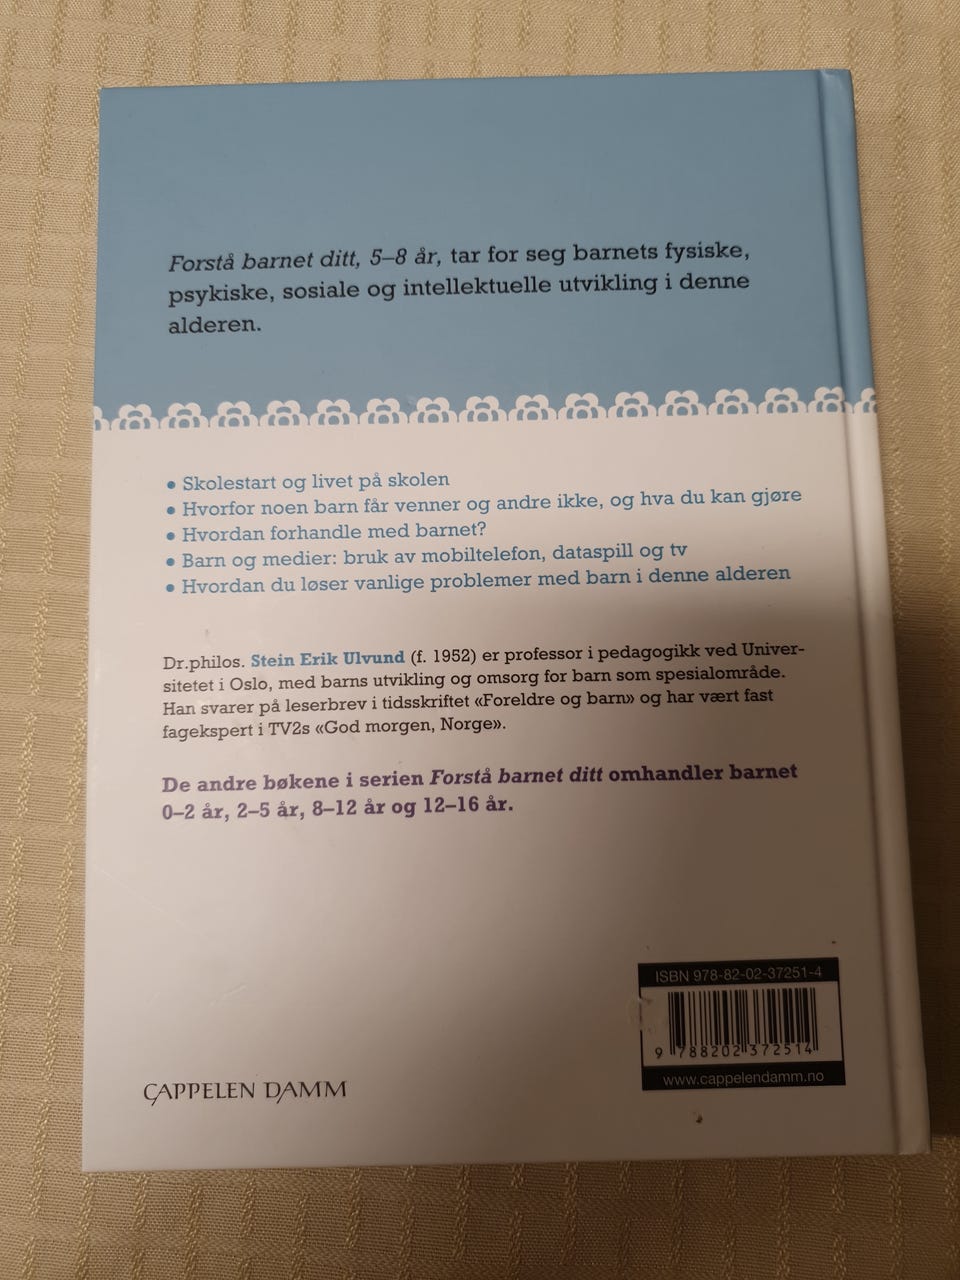 Forstå barnet ditt, 5–8 år, tar for seg barnets fysiske,
psykiske, sosiale og intellektuelle utvikling i denne
alderen.
• Skolestart og livet på skolen
• Hvorfor noen barn får venner og andre ikke, og hva du kan gjøre
• Hvordan forhandle med barnet?
• Barn og medier: bruk av mobiltelefon, dataspill og tv
• Hvordan du løser vanlige problemer med barn i denne alderen
Dr.philos. Stein Erik Ulvund (f. 1952) er professor i pedagogikk ved Univer-
sitetet i Oslo, med barns utvikling og omsorg for barn som spesialområde.
Han svarer på leserbrev i tidsskriftet «Foreldre og barn» og har vært fast
fagekspert i TV2s «God morgen, Norge».
De andre bøkene i serien Forstå barnet ditt omhandler barnet
0–2 år, 2–5 år, 8–12 år og 12–16 år.
ISBN 978-82-02-37251-4
9 788202 372514
www.cappelendamm.no
CAPPELEN DAMM